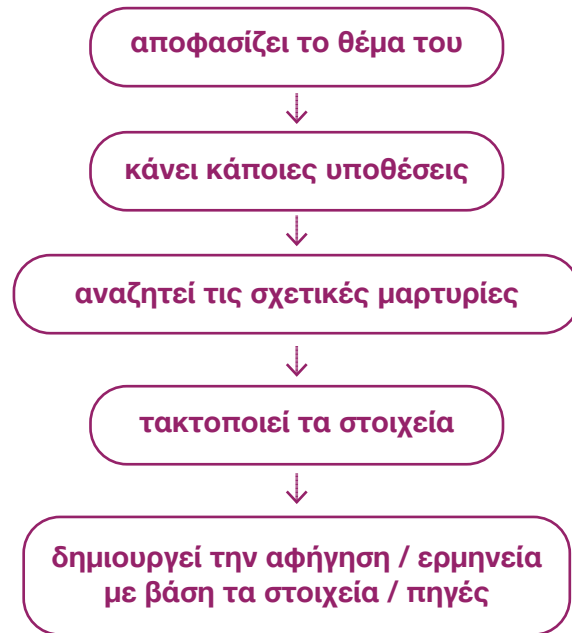 αποφασίζει το θέμα του
κάνει κάποιες υποθέσεις
αναζητεί τις σχετικές μαρτυρίες
τακτοποιεί τα στοιχεία
δημιουργεί την αφήγηση / ερμηνεία
με βάση τα στοιχεία / πηγές